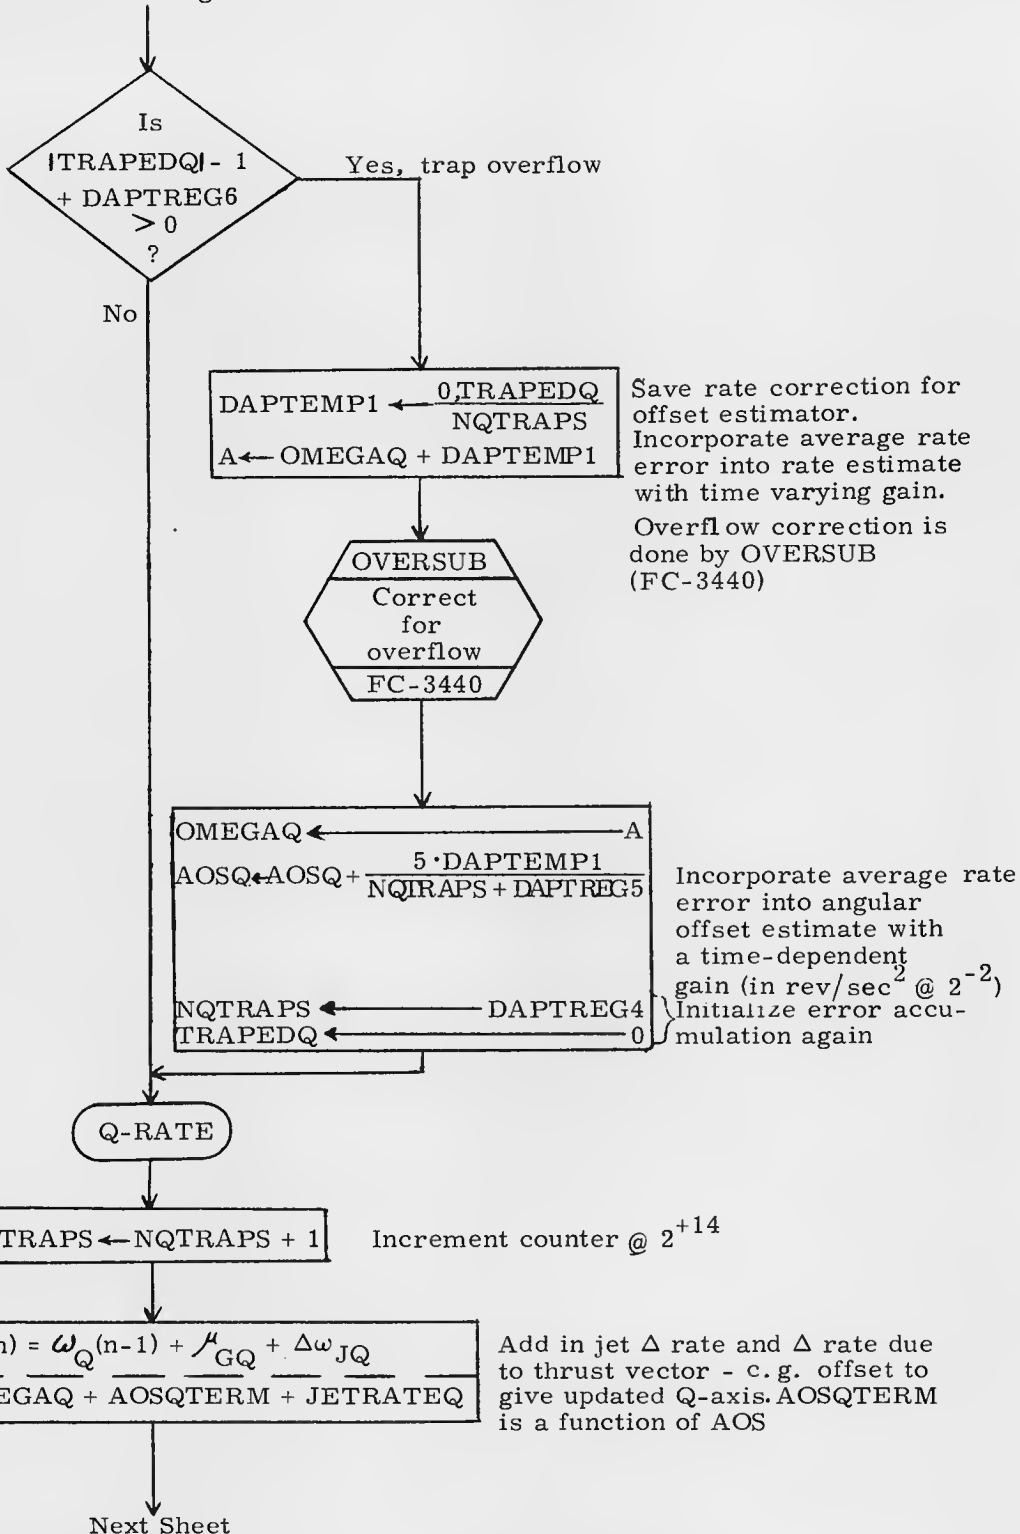 Is
|TRAPEDQ| - 1
+ DAPTREG6
> 0
?
Yes, trap overflow
No
DAPTEMP1 ← 0,TRAPEDQ
NQTRAPS
A ← OMEGAQ + DAPTEMP1
Save rate correction for
offset estimator.
Incorporate average rate
error into rate estimate
with time varying gain.
Overflow correction is
done by OVERSUB
(FC-3440)
OVERSUB
Correct
for
overflow
FC-3440
OMEGAQ ← A
AOSQ ← AOSQ + 5·DAPTEMP1
NQTRAPS + DAPTREG5
NQTRAPS ← DAPTREG4
TRAPEDQ ← 0
Incorporate average rate
error into angular
offset estimate with
a time-dependent
gain (in rev/sec² @ 2⁻²)
Initialize error accu-
mulation again
Q-RATE
TRAPS ← NQTRAPS + 1
Increment counter @ 2⁺¹⁴
n) = ω_Q(n-1) + μ_GQ + Δω_JQ
EGAQ + AOSQTERM + JETRATEQ
Add in jet Δ rate and Δ rate due
to thrust vector - c.g. offset to
give updated Q-axis. AOSQTERM
is a function of AOS
Next Sheet